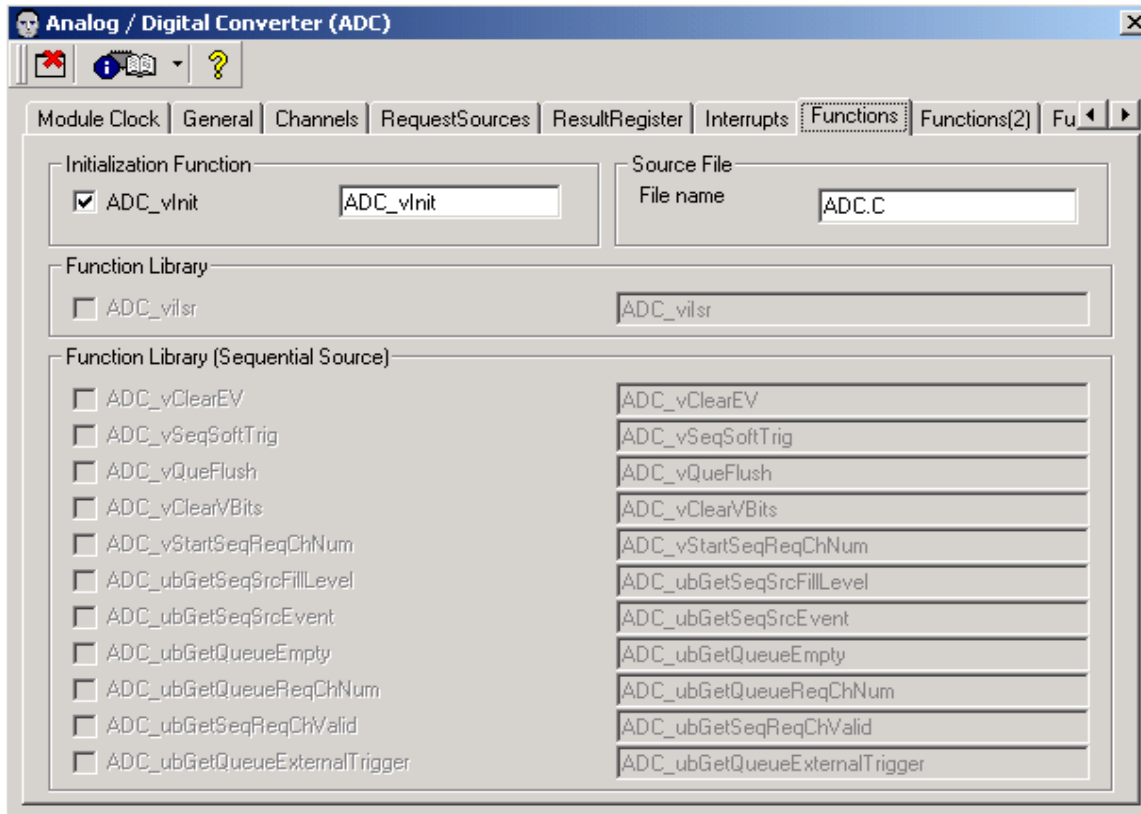 Analog / Digital Converter (ADC)
Module Clock General Channels RequestSources ResultRegister Interrupts Functions Functions(2) Fu
Initialization Function
ADC_vInit ADC_vInit
Source File
File name ADC.C
Function Library
ADC_viIsr ADC_viIsr
Function Library (Sequential Source)
ADC_vClearEV ADC_vClearEV
ADC_vSeqSoftTrig ADC_vSeqSoftTrig
ADC_vQueFlush ADC_vQueFlush
ADC_vClearVBits ADC_vClearVBits
ADC_vStartSeqReqChNum ADC_vStartSeqReqChNum
ADC_ubGetSeqSrcFillLevel ADC_ubGetSeqSrcFillLevel
ADC_ubGetSeqSrcEvent ADC_ubGetSeqSrcEvent
ADC_ubGetQueueEmpty ADC_ubGetQueueEmpty
ADC_ubGetQueueReqChNum ADC_ubGetQueueReqChNum
ADC_ubGetSeqReqChValid ADC_ubGetSeqReqChValid
ADC_ubGetQueueExternalTrigger ADC_ubGetQueueExternalTrigger